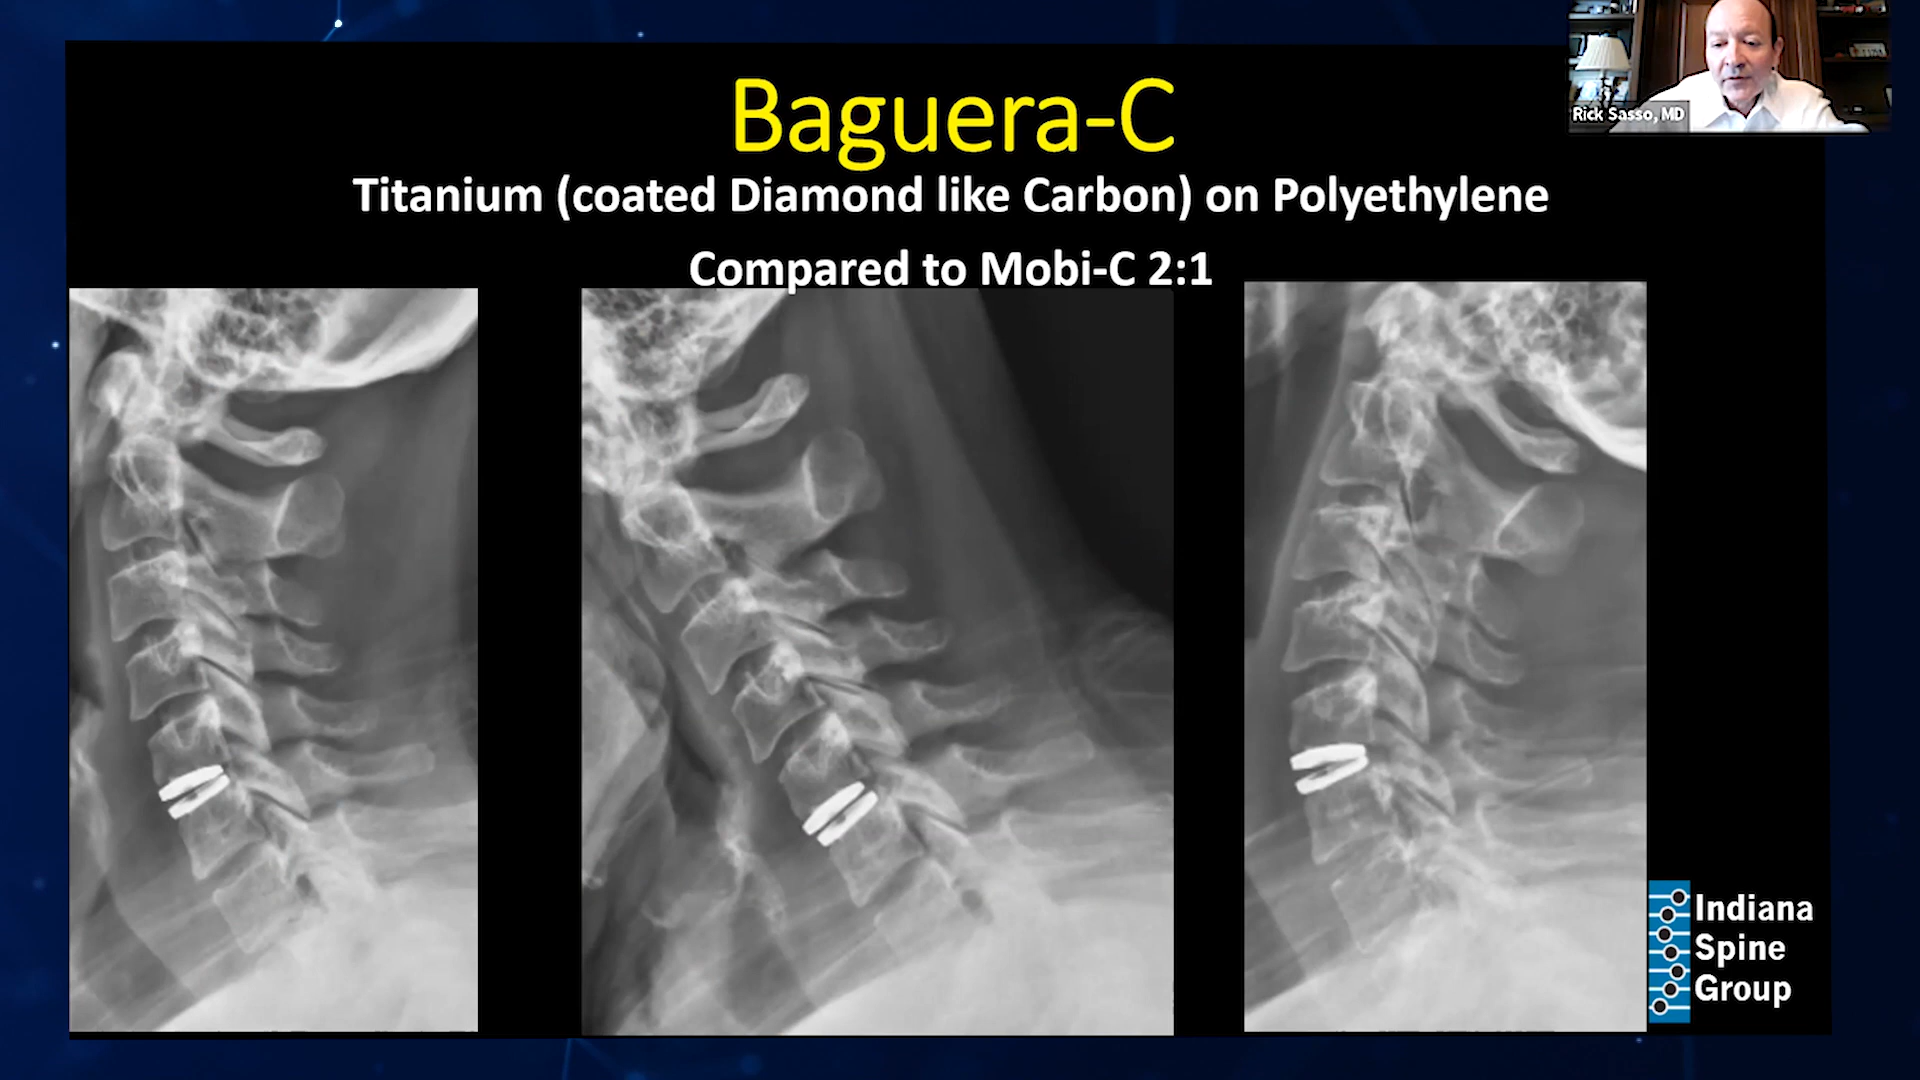 Baguera-C
Titanium (coated Diamond like Carbon) on Polyethylene
Compared to Mobi-C 2:1
Rick Sasso, MD
Indiana
Spine
Group